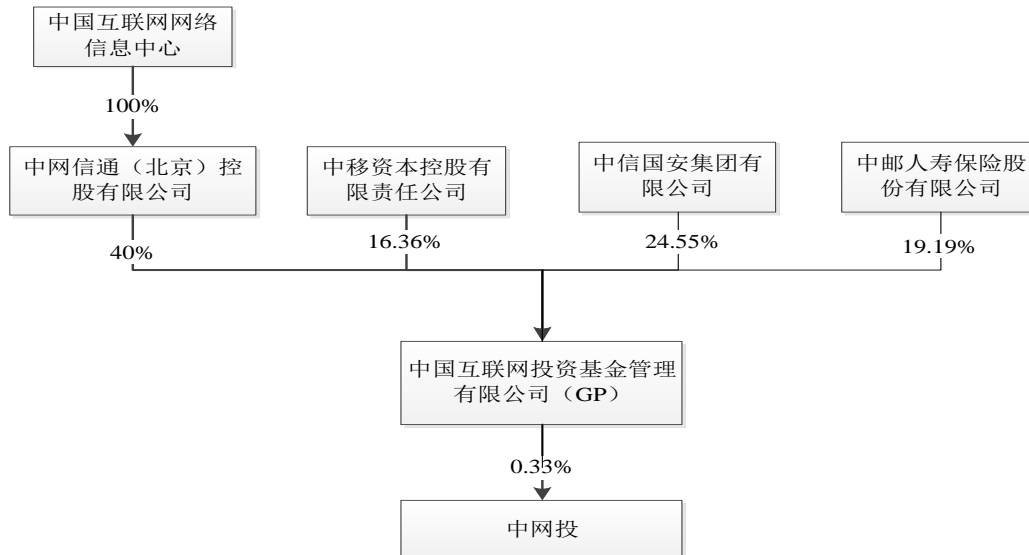 中国互联网网络
信息中心
100%
中网信通（北京）控
股有限公司
中移资本控股有
限责任公司
中信国安集团有
限公司
中邮人寿保险股
份有限公司
40%
16.36%
24.55%
19.19%
中国互联网投资基金管理
有限公司（GP）
0.33%
中网投